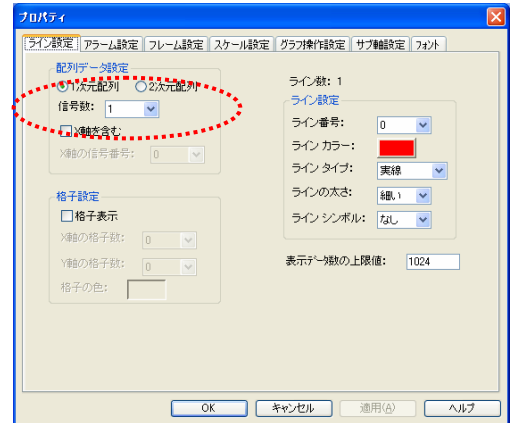 プロパティ
ライン設定 アラーム設定 フレーム設定 スケール設定 グラフ操作設定 サブ軸設定 フォント
配列データ設定
1次元配列 2次元配列
信号数: 1
X軸を含む
X軸の信号番号: 0
格子設定
格子表示
X軸の格子数: 0
Y軸の格子数: 0
格子の色:
ライン数: 1
ライン設定
ライン番号: 0
ライン カラー:
ライン タイプ: 実線
ラインの太さ: 細い
ライン シンボル: なし
表示データ数の上限値: 1024
OK キャンセル 適用(A) ヘルプ